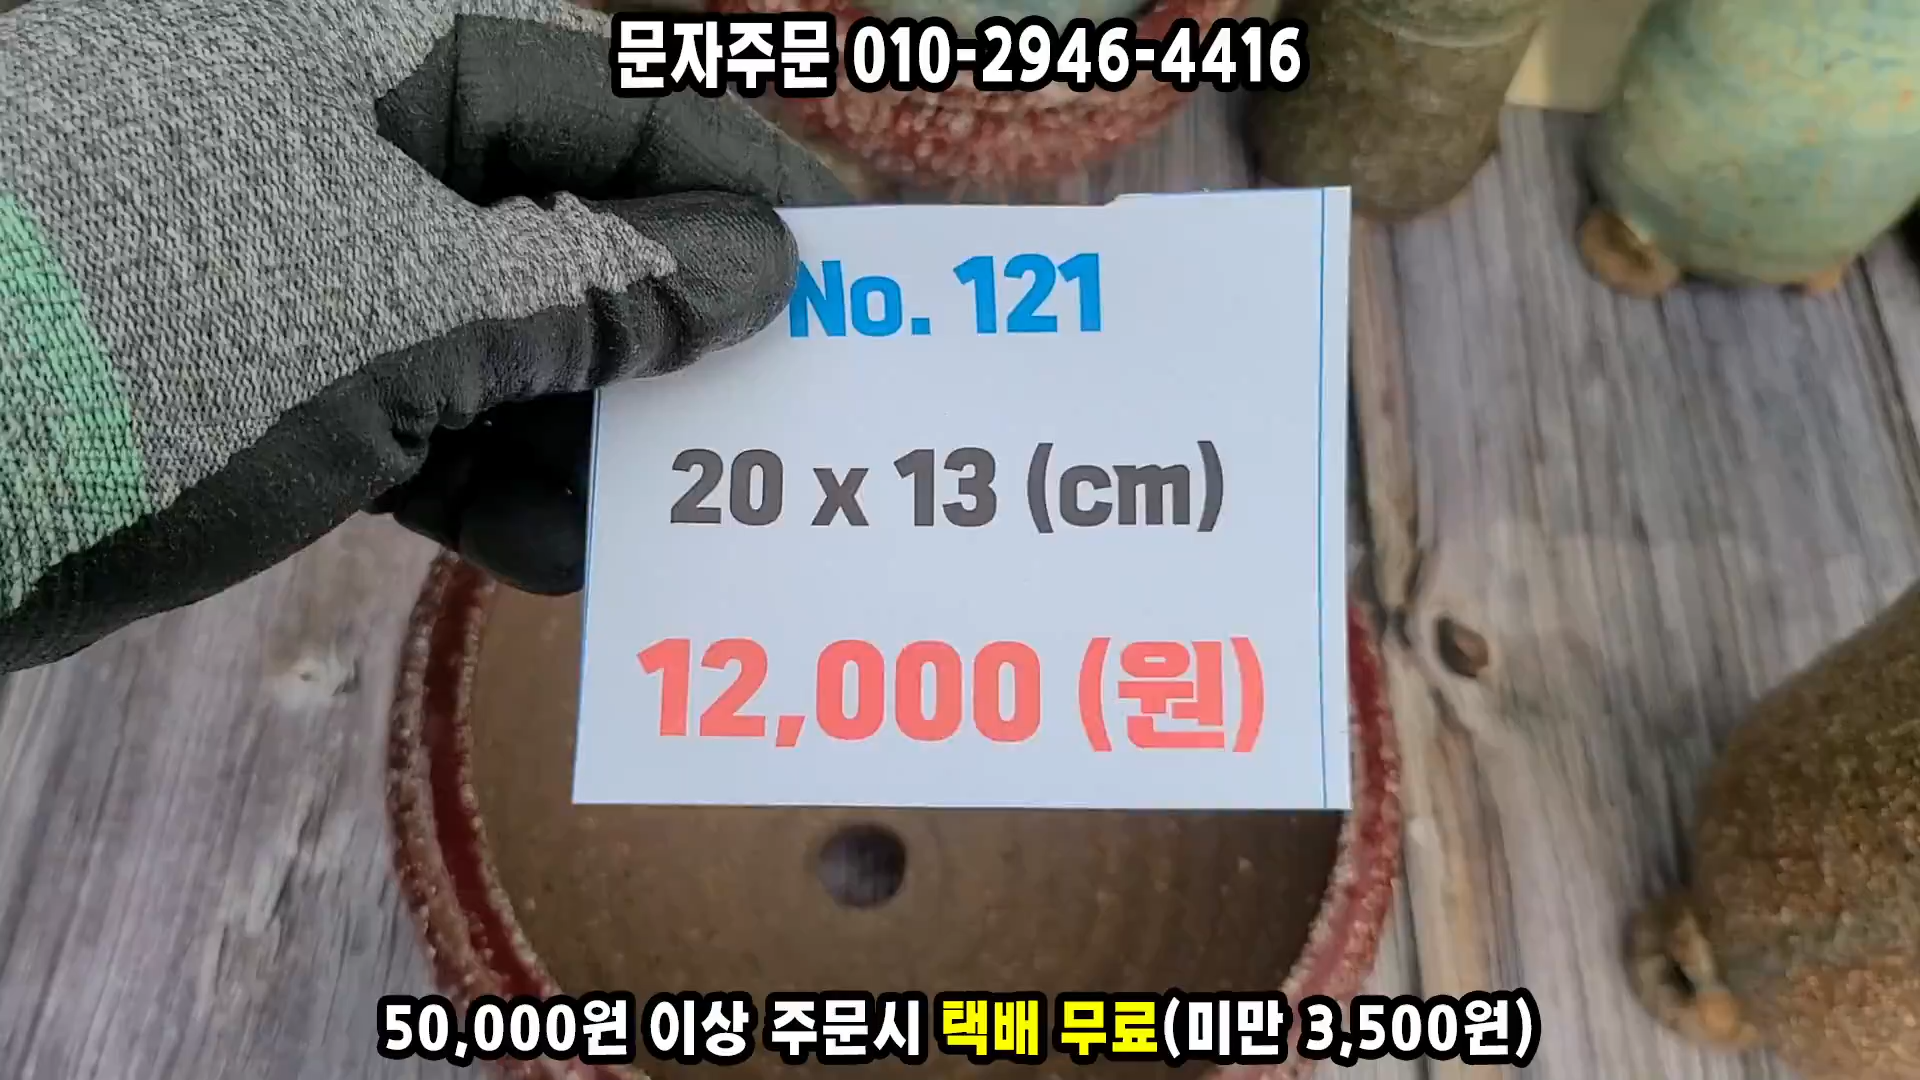 문자주문 010-2946-4416
No. 121
20 x 13 (cm)
12,000 (원)
50,000원 이상 주문시 택배 무료(미만 3,500원)